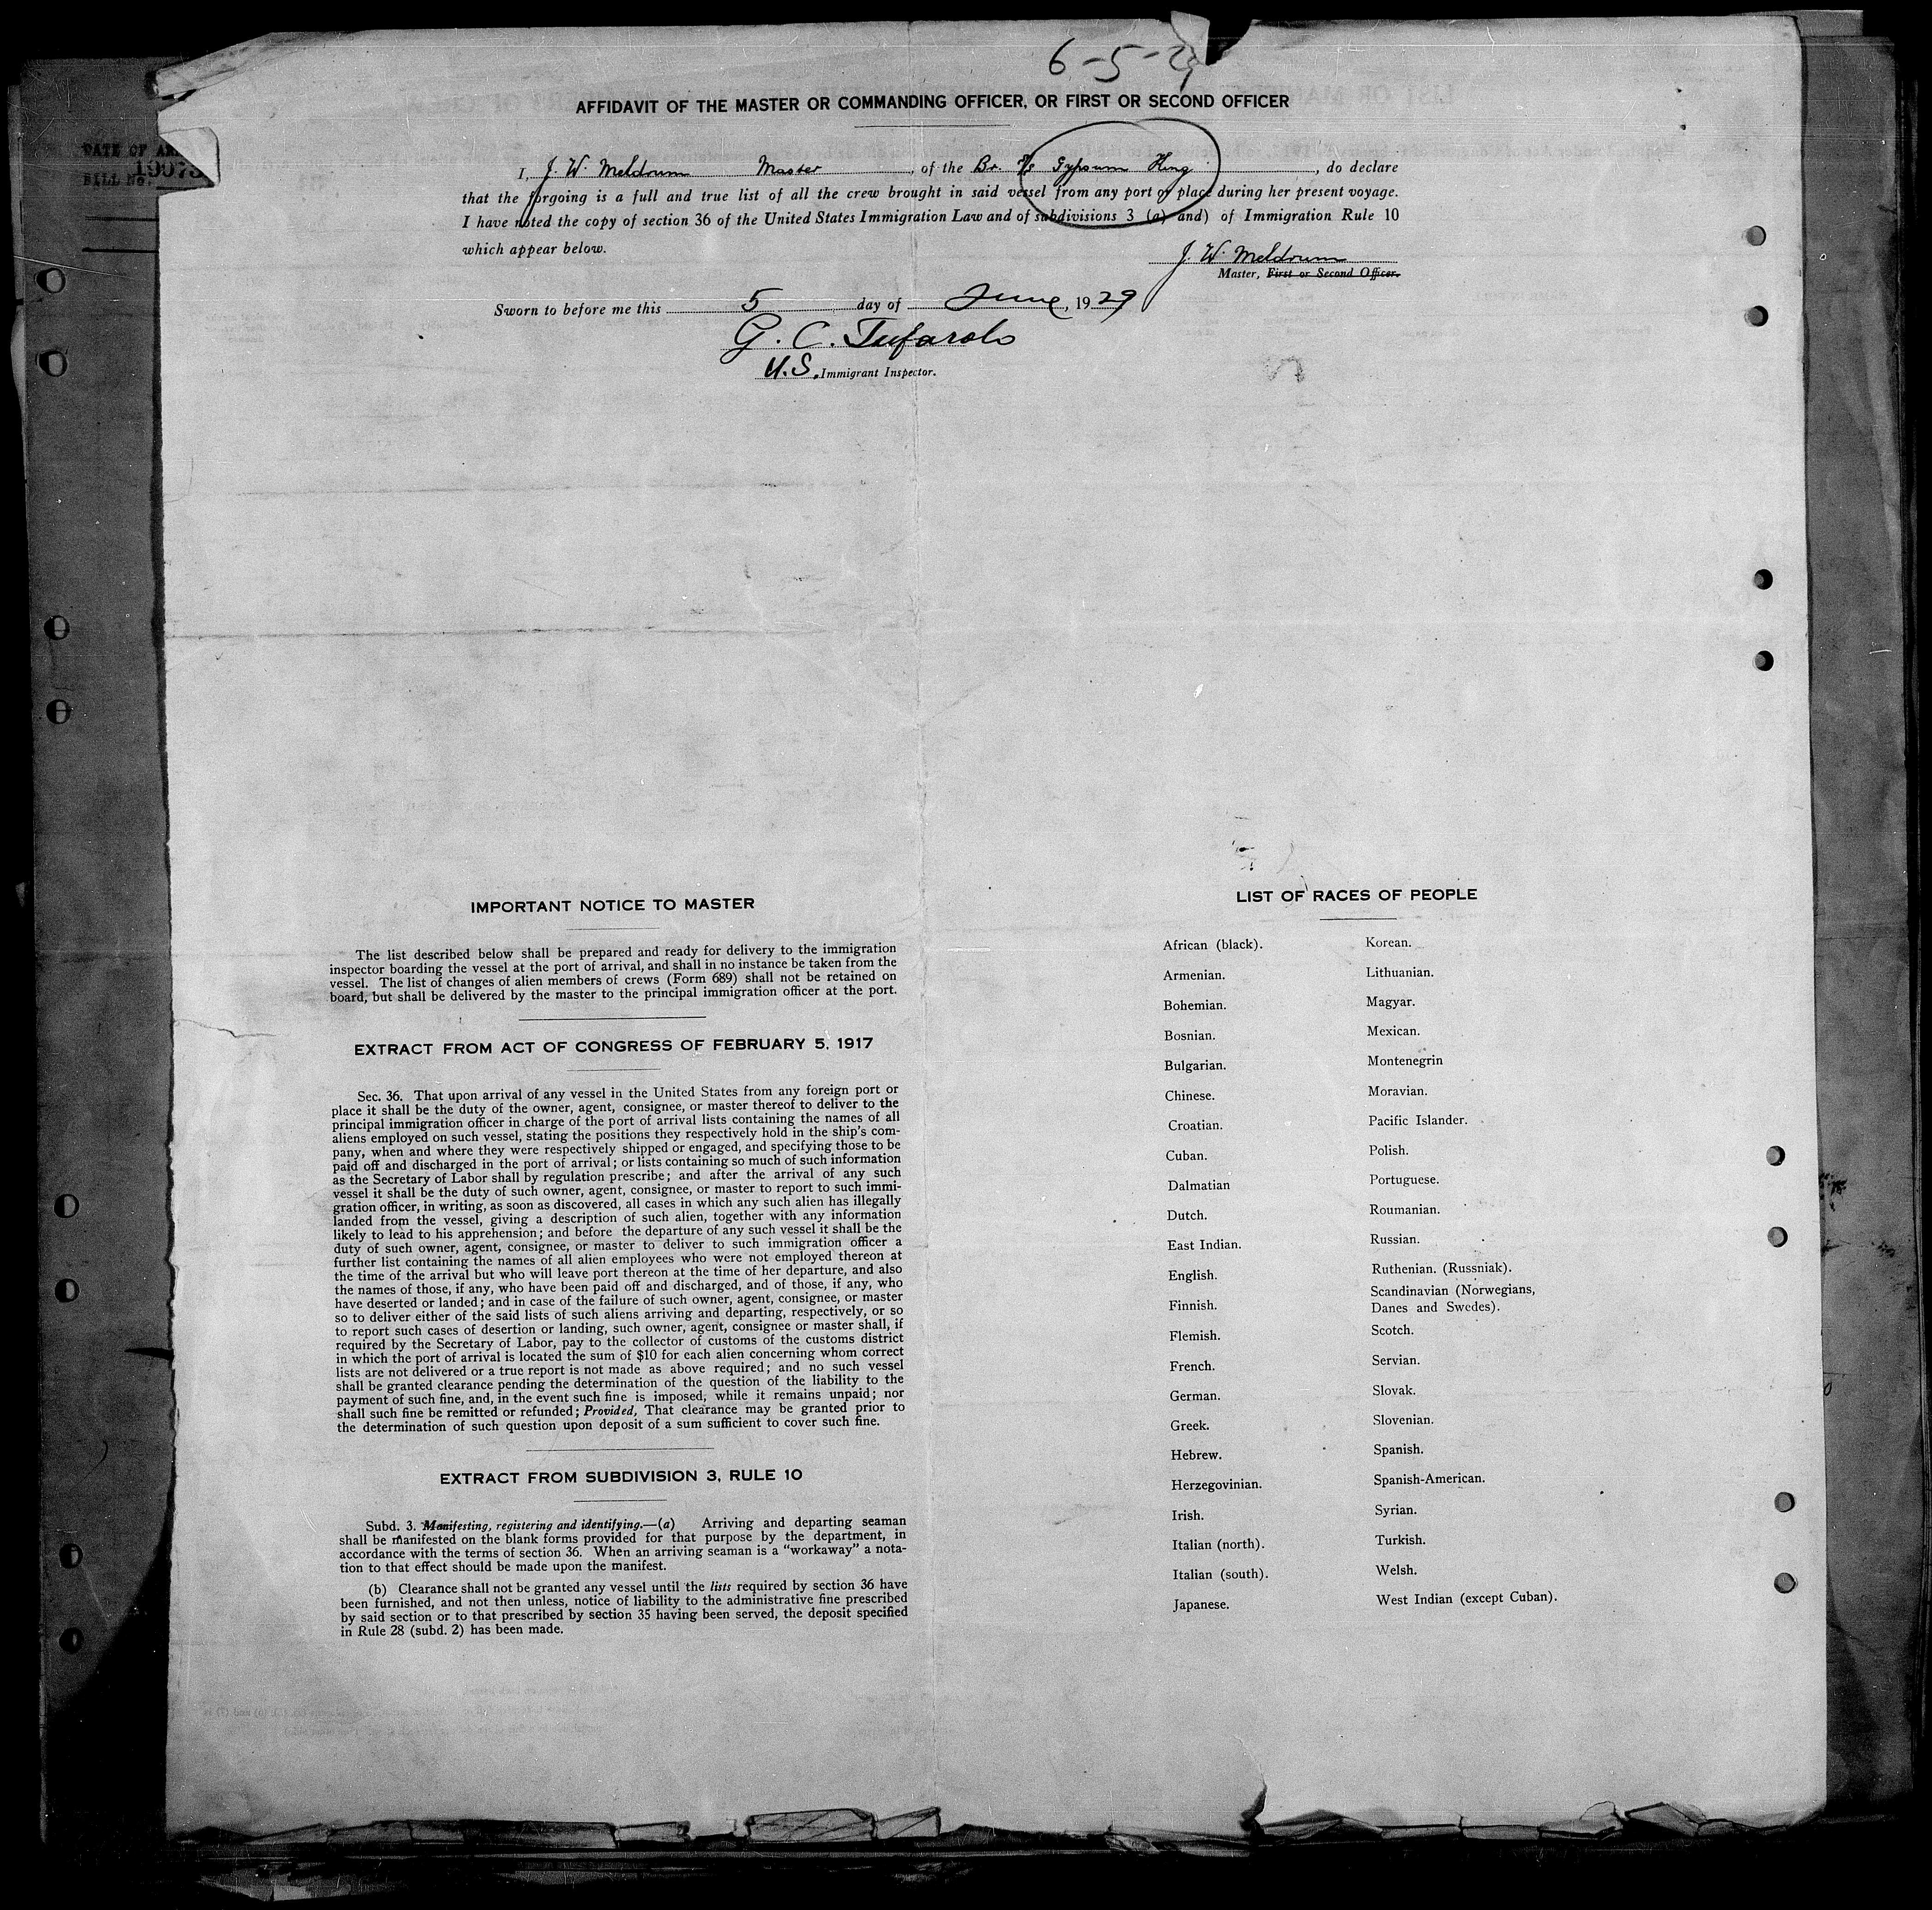 6-5-29
DATE OF AR
BILL No. 19073
AFFIDAVIT OF THE MASTER OR COMMANDING OFFICER, OR FIRST OR SECOND OFFICER
I, J. W. Meldrum Master, of the Br. S/s Gypsum King, do declare
that the forgoing is a full and true list of all the crew brought in said vessel from any port or place during her present voyage.
I have noted the copy of section 36 of the United States Immigration Law and of subdivisions 3 (a) and) of Immigration Rule 10
which appear below.
J. W. Meldrum
Master, First or Second Officer.
Sworn to before me this 5 day of June, 1929
G. C. Tufarolo
U.S. Immigrant Inspector.
IMPORTANT NOTICE TO MASTER
The list described below shall be prepared and ready for delivery to the immigration
inspector boarding the vessel at the port of arrival, and shall in no instance be taken from the
vessel. The list of changes of alien members of crews (Form 689) shall not be retained on
board, but shall be delivered by the master to the principal immigration officer at the port.
EXTRACT FROM ACT OF CONGRESS OF FEBRUARY 5, 1917
Sec. 36. That upon arrival of any vessel in the United States from any foreign port or
place it shall be the duty of the owner, agent, consignee, or master thereof to deliver to the
principal immigration officer in charge of the port of arrival lists containing the names of all
aliens employed on such vessel, stating the positions they respectively hold in the ship's com-
pany, when and where they were respectively shipped or engaged, and specifying those to be
paid off and discharged in the port of arrival; or lists containing so much of such information
as the Secretary of Labor shall by regulation prescribe; and after the arrival of any such
vessel it shall be the duty of such owner, agent, consignee, or master to report to such immi-
gration officer, in writing, as soon as discovered, all cases in which any such alien has illegally
landed from the vessel, giving a description of such alien, together with any information
likely to lead to his apprehension; and before the departure of any such vessel it shall be the
duty of such owner, agent, consignee, or master to deliver to such immigration officer a
further list containing the names of all alien employees who were not employed thereon at
the time of the arrival but who will leave port thereon at the time of her departure, and also
the names of those, if any, who have been paid off and discharged, and of those, if any, who
have deserted or landed; and in case of the failure of such owner, agent, consignee, or master
so to deliver either of the said lists of such aliens arriving and departing, respectively, or so
to report such cases of desertion or landing, such owner, agent, consignee or master shall, if
required by the Secretary of Labor, pay to the collector of customs of the customs district
in which the port of arrival is located the sum of $10 for each alien concerning whom correct
lists are not delivered or a true report is not made as above required; and no such vessel
shall be granted clearance pending the determination of the question of the liability to the
payment of such fine, and, in the event such fine is imposed, while it remains unpaid; nor
shall such fine be remitted or refunded; Provided, That clearance may be granted prior to
the determination of such question upon deposit of a sum sufficient to cover such fine.
EXTRACT FROM SUBDIVISION 3, RULE 10
Subd. 3. Manifesting, registering and identifying.—(a) Arriving and departing seaman
shall be manifested on the blank forms provided for that purpose by the department, in
accordance with the terms of section 36. When an arriving seaman is a "workaway" a nota-
tion to that effect should be made upon the manifest.
(b) Clearance shall not be granted any vessel until the lists required by section 36 have
been furnished, and not then unless, notice of liability to the administrative fine prescribed
by said section or to that prescribed by section 35 having been served, the deposit specified
in Rule 28 (subd. 2) has been made.
LIST OF RACES OF PEOPLE
African (black).
Armenian.
Bohemian.
Bosnian.
Bulgarian.
Chinese.
Croatian.
Cuban.
Dalmatian
Dutch.
East Indian.
English.
Finnish.
Flemish.
French.
German.
Greek.
Hebrew.
Herzegovinian.
Irish.
Italian (north).
Italian (south).
Japanese.
Korean.
Lithuanian.
Magyar.
Mexican.
Montenegrin
Moravian.
Pacific Islander.
Polish.
Portuguese.
Roumanian.
Russian.
Ruthenian. (Russniak).
Scandinavian (Norwegians,
Danes and Swedes).
Scotch.
Servian.
Slovak.
Slovenian.
Spanish.
Spanish-American.
Syrian.
Turkish.
Welsh.
West Indian (except Cuban).